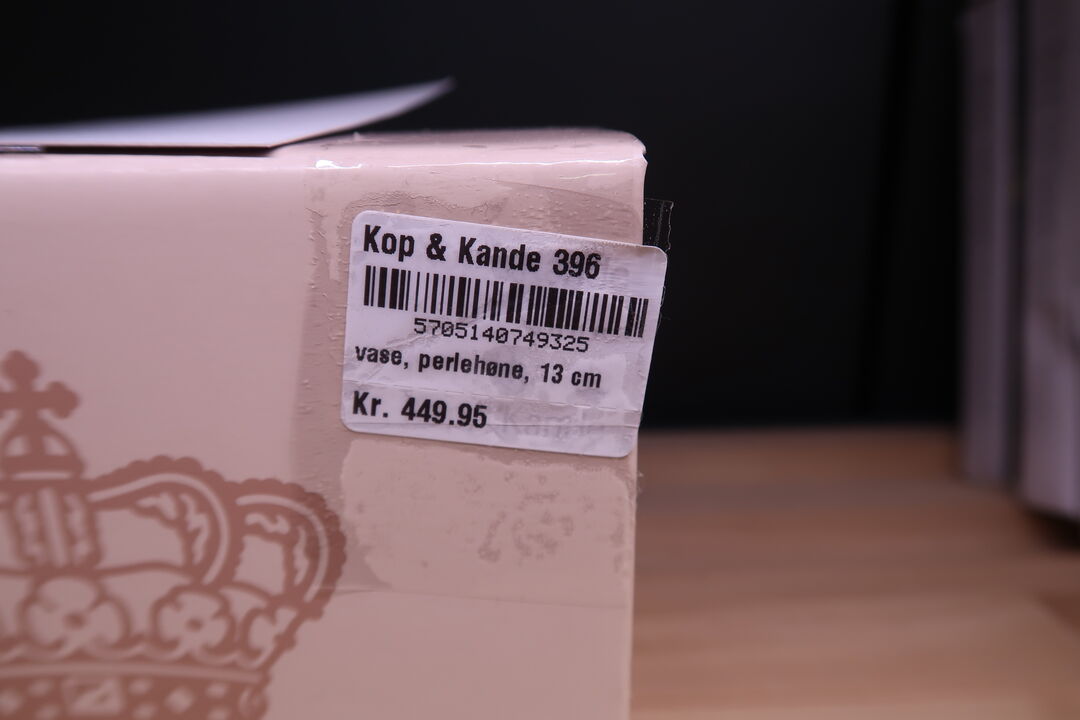 Kop & Kande 396
5705140749325
vase, perlehøne, 13 cm
Kr. 449.95